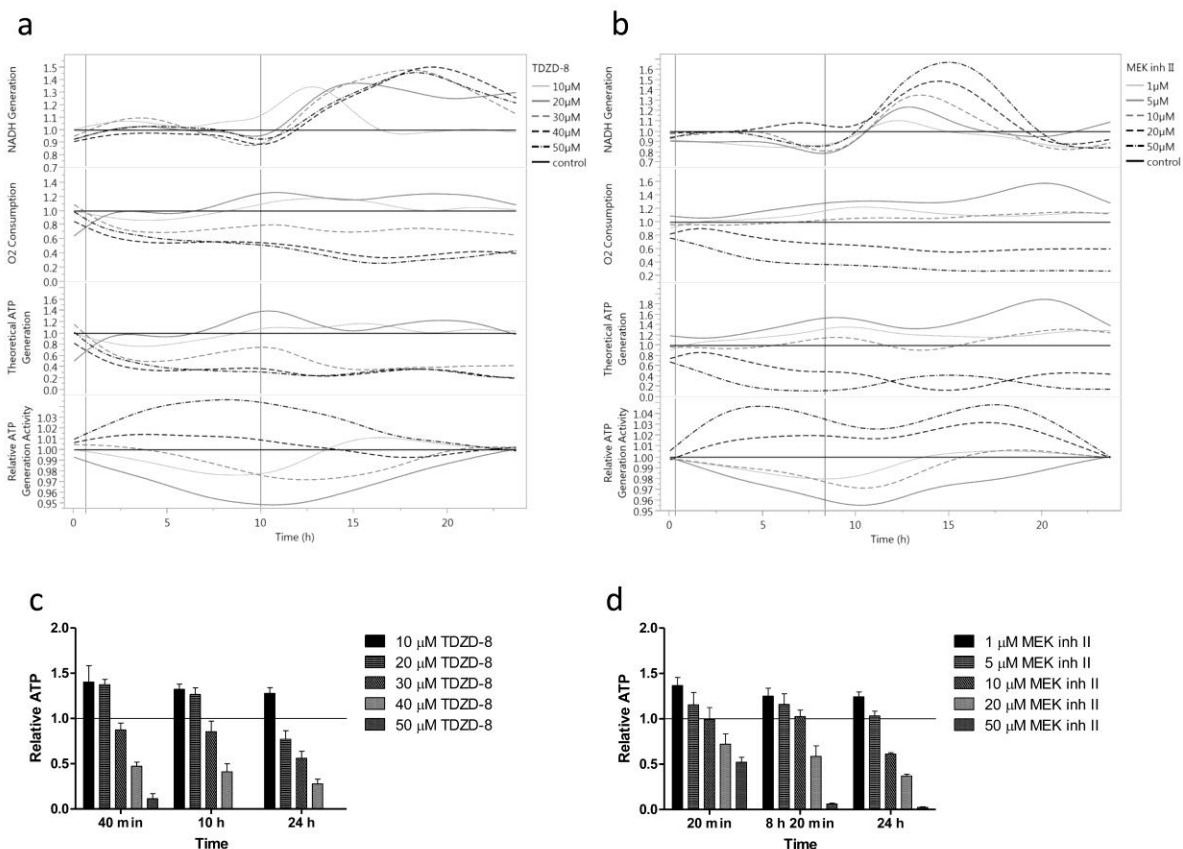 a
NADH Generation
1.5
1.4
1.3
1.2
1.1
1.0
0.9
0.8
0.7
O2 Consumption
1.6
1.4
1.2
1.0
0.8
0.6
0.4
0.2
0.0
Theoretical ATP
Generation
1.8
1.6
1.4
1.2
1.0
0.8
0.6
0.4
0.2
0.0
Relative ATP
Generation Activity
1.03
1.02
1.01
1.00
0.99
0.98
0.97
0.96
0.95
0 5 10 15 20
Time (h)
TDZD-8
10µM
20µM
30µM
40µM
50µM
control
b
NADH Generation
1.6
1.5
1.4
1.3
1.2
1.1
1.0
0.9
0.8
0.7
O2 Consumption
1.6
1.4
1.2
1.0
0.8
0.6
0.4
0.2
Theoretical ATP
Generation
1.8
1.6
1.4
1.2
1.0
0.8
0.6
0.4
0.2
0.0
Relative ATP
Generation Activity
1.04
1.03
1.02
1.01
1.00
0.99
0.98
0.97
0.96
0.95
0 5 10 15 20
Time (h)
MEK inh II
1µM
5µM
10µM
20µM
50µM
control
c
Relative ATP
2.0
1.5
1.0
0.5
0.0
40 min 10 h 24 h
Time
10 µM TDZD-8
20 µM TDZD-8
30 µM TDZD-8
40 µM TDZD-8
50 µM TDZD-8
d
Relative ATP
2.0
1.5
1.0
0.5
0.0
20 min 8 h 20 min 24 h
Time
1 µM MEK inh II
5 µM MEK inh II
10 µM MEK inh II
20 µM MEK inh II
50 µM MEK inh II